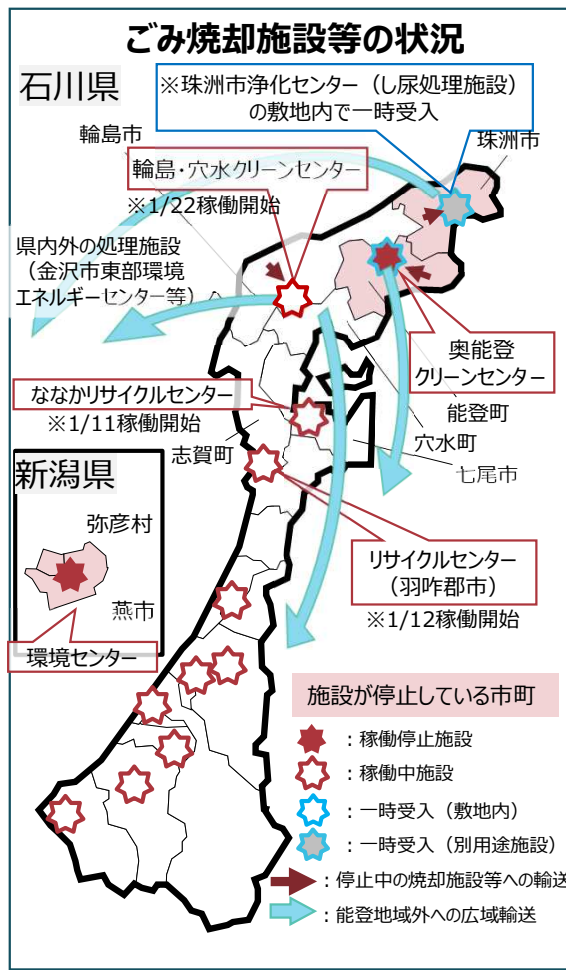 ごみ焼却施設等の状況
石川県
※珠洲市浄化センター（し尿処理施設）
の敷地内で一時受入
輪島市
珠洲市
輪島・穴水クリーンセンター
※1/22稼働開始
県内外の処理施設
（金沢市東部環境
エネルギーセンター等）
奥能登
クリーンセンター
ななかリサイクルセンター
※1/11稼働開始
能登町
穴水町
志賀町
七尾市
新潟県
弥彦村
燕市
環境センター
リサイクルセンター
（羽咋郡市）
※1/12稼働開始
施設が停止している市町
：稼働停止施設
：稼働中施設
：一時受入（敷地内）
：一時受入（別用途施設）
：停止中の焼却施設等への輸送
：能登地域外への広域輸送